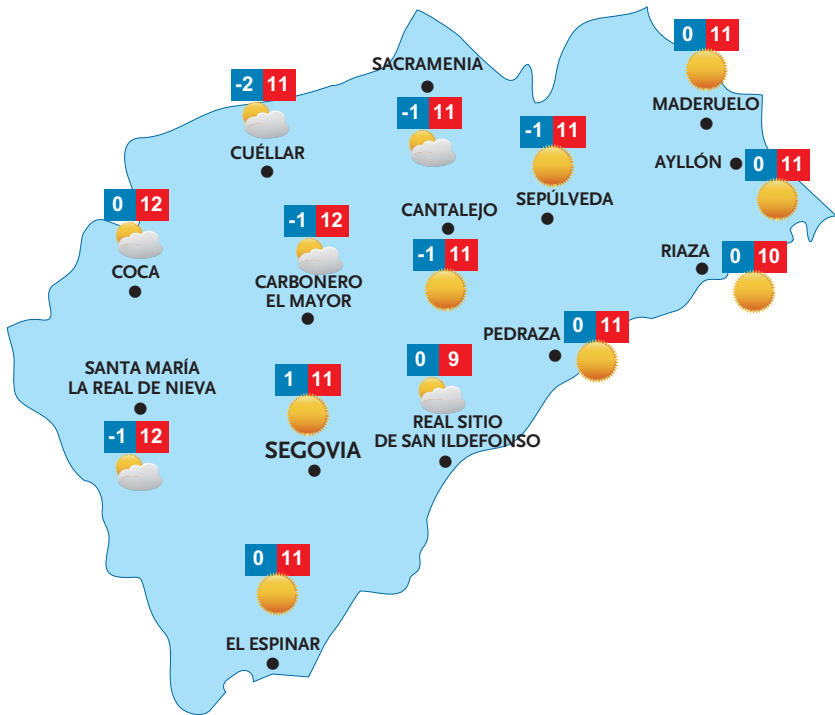 0 11
MADERUELO
SACRAMENIA
-1 11
-2 11
CUÉLLAR
-1 11
SEPÚLVEDA
AYLLÓN
0 11
0 12
COCA
-1 12
CARBONERO
EL MAYOR
CANTALEJO
-1 11
RIAZA
0 10
PEDRAZA
0 11
SANTA MARÍA
LA REAL DE NIEVA
-1 12
1 11
SEGOVIA
0 9
REAL SITIO
DE SAN ILDEFONSO
0 11
EL ESPINAR